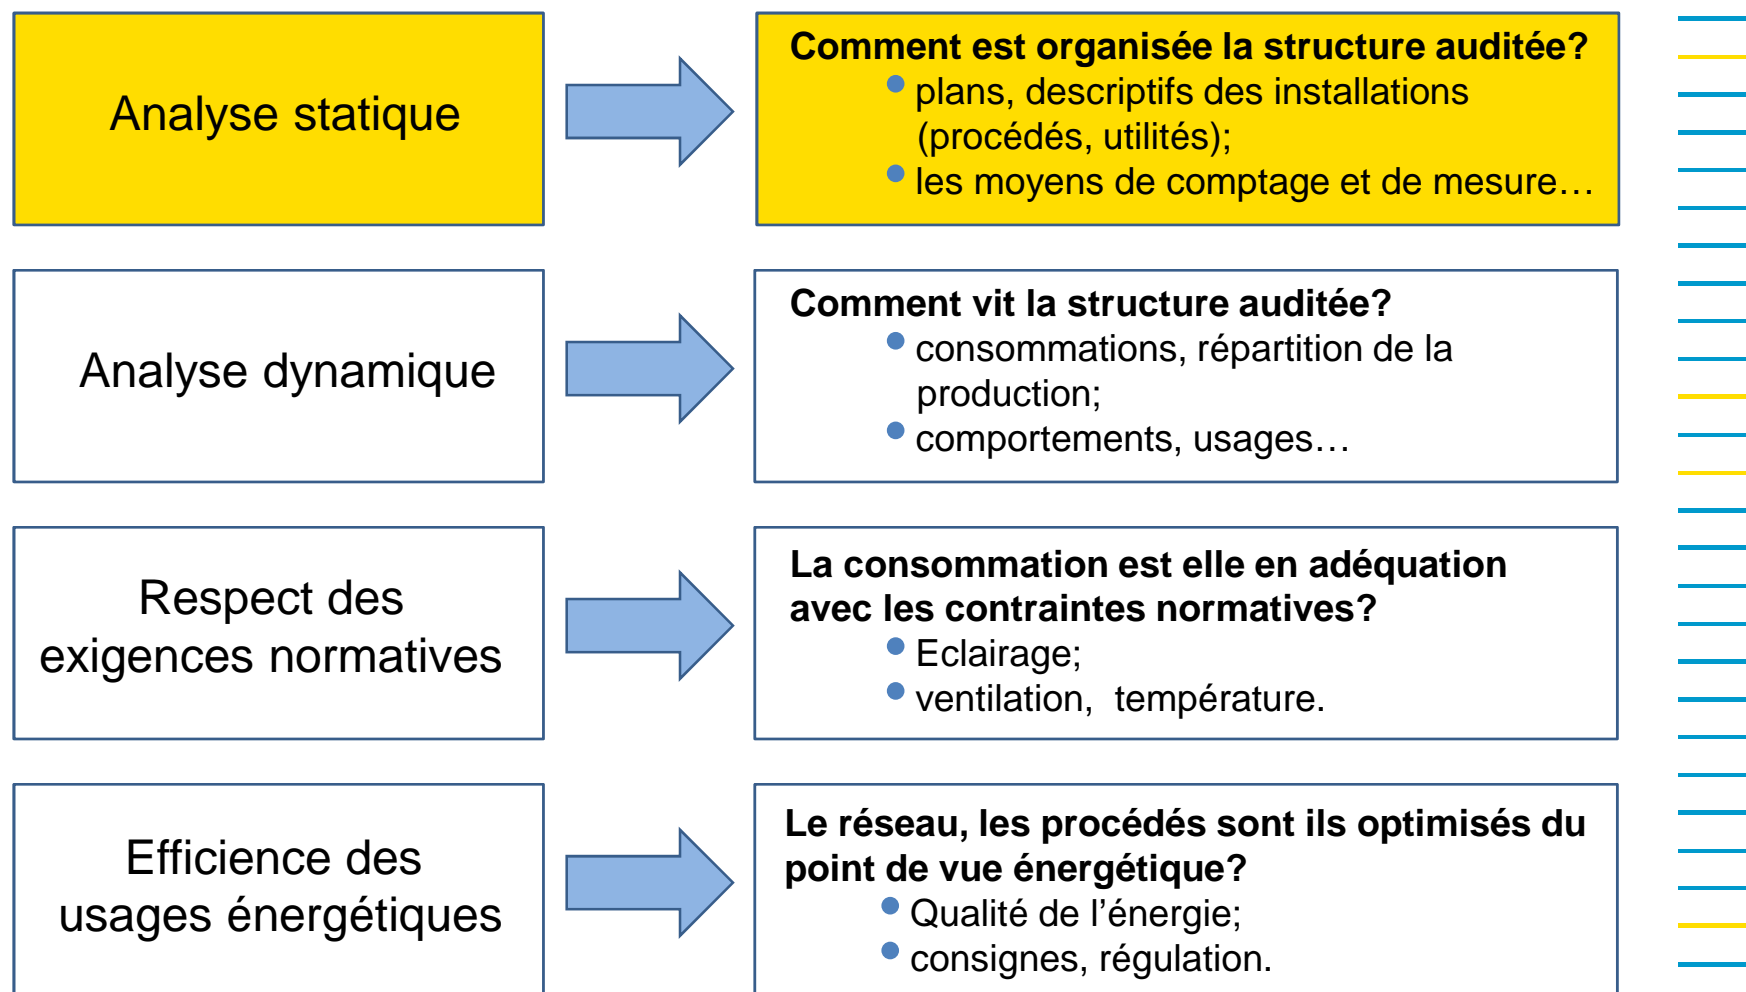 Analyse statique
Comment est organisée la structure auditée?
plans, descriptifs des installations
(procédés, utilités);
les moyens de comptage et de mesure…
Analyse dynamique
Comment vit la structure auditée?
consommations, répartition de la
production;
comportements, usages…
Respect des
exigences normatives
La consommation est elle en adéquation
avec les contraintes normatives?
Eclairage;
ventilation, température.
Efficience des
usages énergétiques
Le réseau, les procédés sont ils optimisés du
point de vue énergétique?
Qualité de l’énergie;
consignes, régulation.